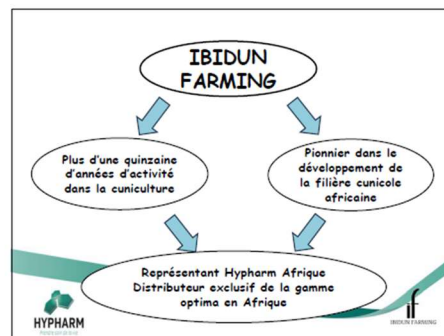 IBIDUN
FARMING
Plus d'une quinzaine
d'années d'activité
dans la cuniculture
Pionnier dans le
développement de
la filière cunicole
africaine
Représentant Hypharm Afrique
Distributeur exclusif de la gamme
optima en Afrique
HYPHARM
if
IBIDUN FARMING